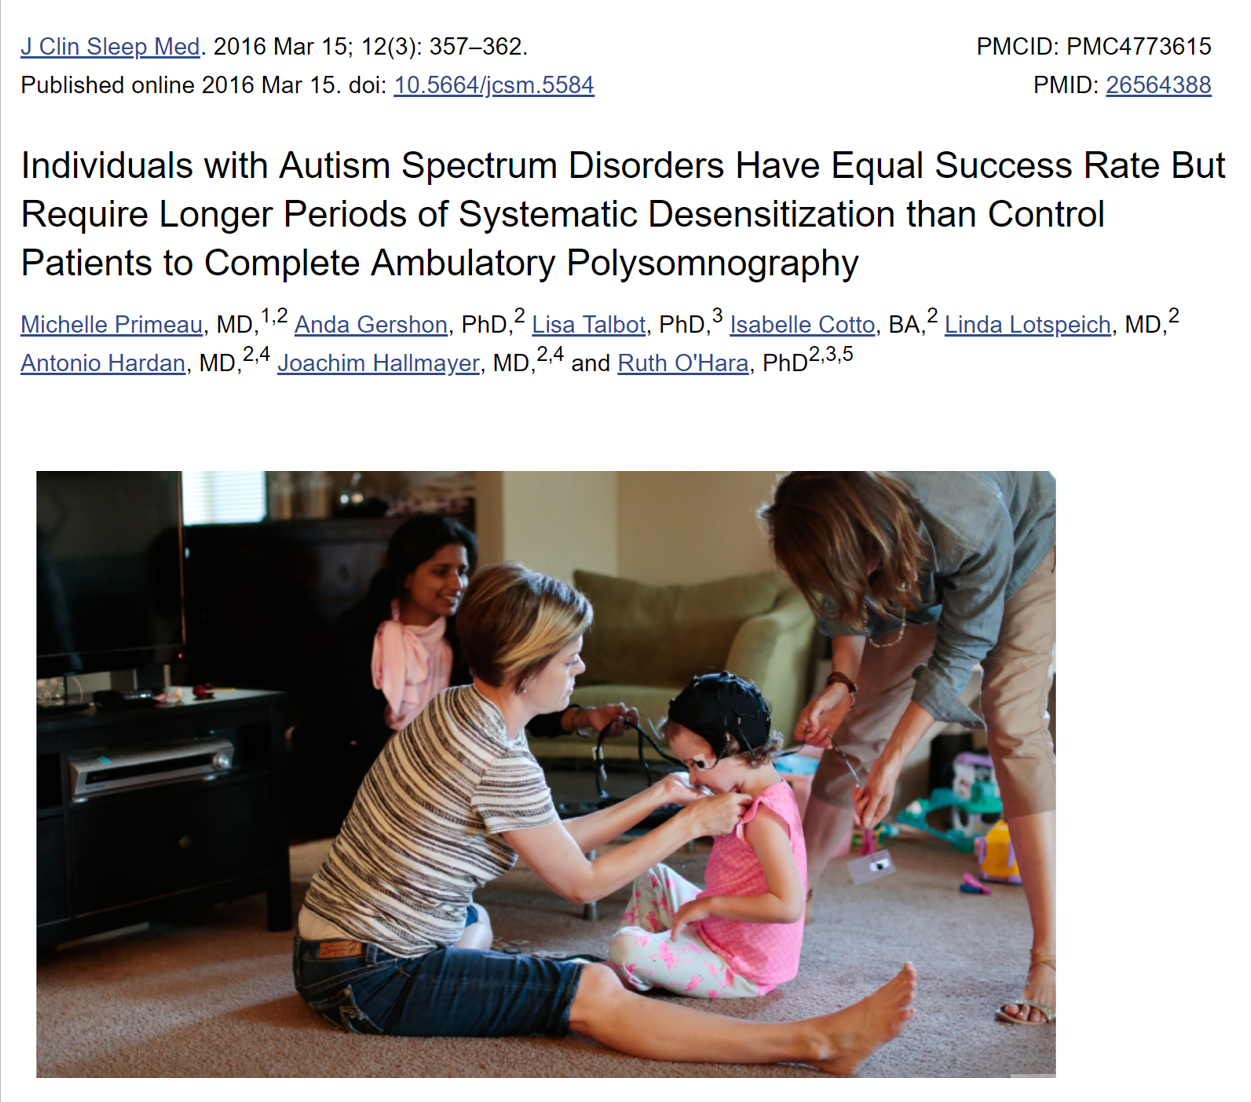 J Clin Sleep Med. 2016 Mar 15; 12(3): 357–362.
PMCID: PMC4773615
Published online 2016 Mar 15. doi: 10.5664/jcsm.5584
PMID: 26564388
Individuals with Autism Spectrum Disorders Have Equal Success Rate But
Require Longer Periods of Systematic Desensitization than Control
Patients to Complete Ambulatory Polysomnography
Michelle Primeau, MD,1,2 Anda Gershon, PhD,2 Lisa Talbot, PhD,3 Isabelle Cotto, BA,2 Linda Lotspeich, MD,2
Antonio Hardan, MD,2,4 Joachim Hallmayer, MD,2,4 and Ruth O'Hara, PhD2,3,5